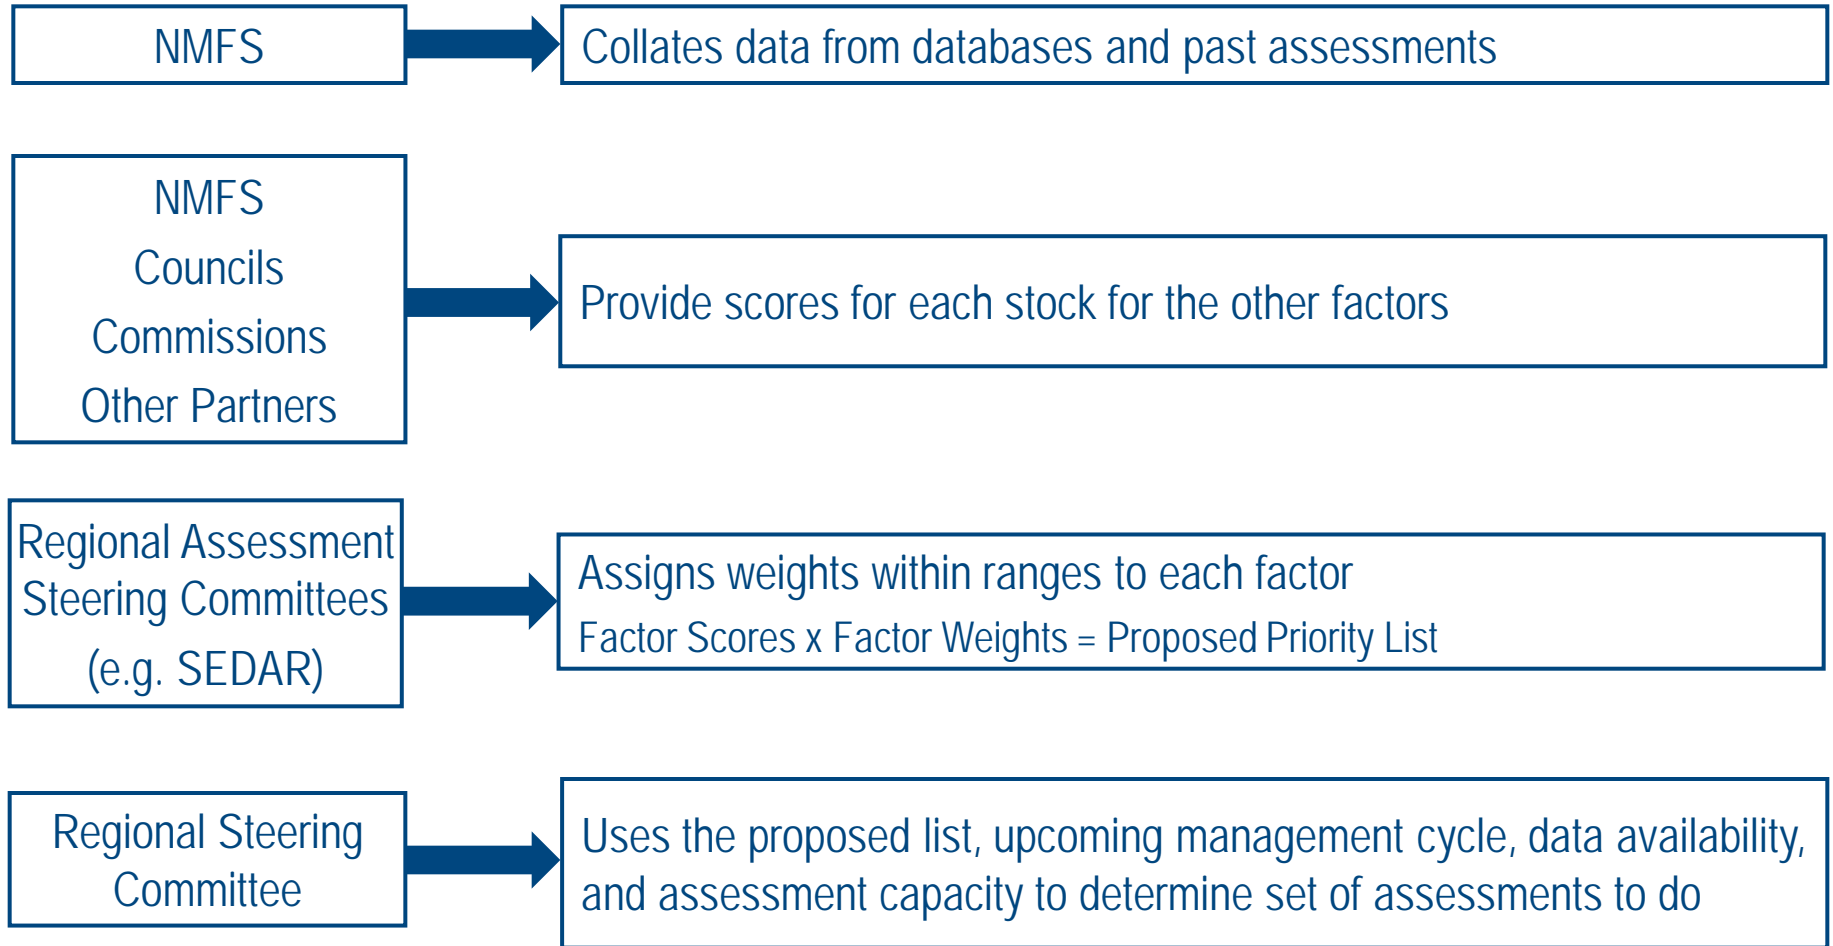 NMFS
Collates data from databases and past assessments
NMFS
Councils
Commissions
Other Partners
Provide scores for each stock for the other factors
Regional Assessment
Steering Committees
(e.g. SEDAR)
Assigns weights within ranges to each factor
Factor Scores x Factor Weights = Proposed Priority List
Regional Steering
Committee
Uses the proposed list, upcoming management cycle, data availability,
and assessment capacity to determine set of assessments to do